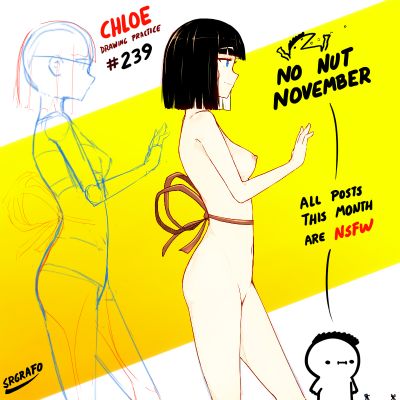 CHLOE
DRAWING PRACTICE
#239
NO NUT
NOVEMBER
ALL POSTS
THIS MONTH
ARE NSFW
SRGRAFO